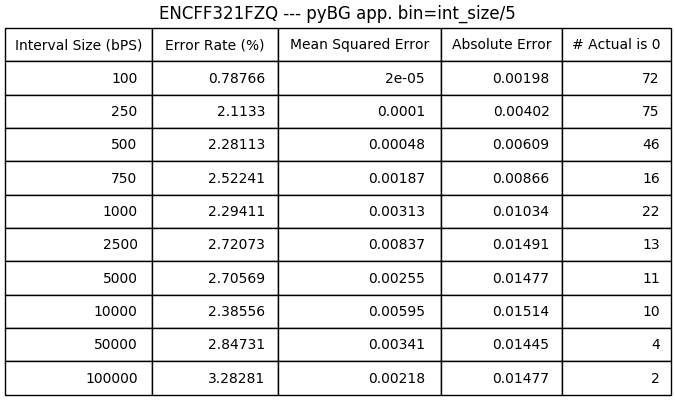 ENCFF321FZQ --- pyBG app. bin=int_size/5
Interval Size (bPS) Error Rate (%) Mean Squared Error Absolute Error # Actual is 0
100 0.78766 2e-05 0.00198 72
250 2.1133 0.0001 0.00402 75
500 2.28113 0.00048 0.00609 46
750 2.52241 0.00187 0.00866 16
1000 2.29411 0.00313 0.01034 22
2500 2.72073 0.00837 0.01491 13
5000 2.70569 0.00255 0.01477 11
10000 2.38556 0.00595 0.01514 10
50000 2.84731 0.00341 0.01445 4
100000 3.28281 0.00218 0.01477 2